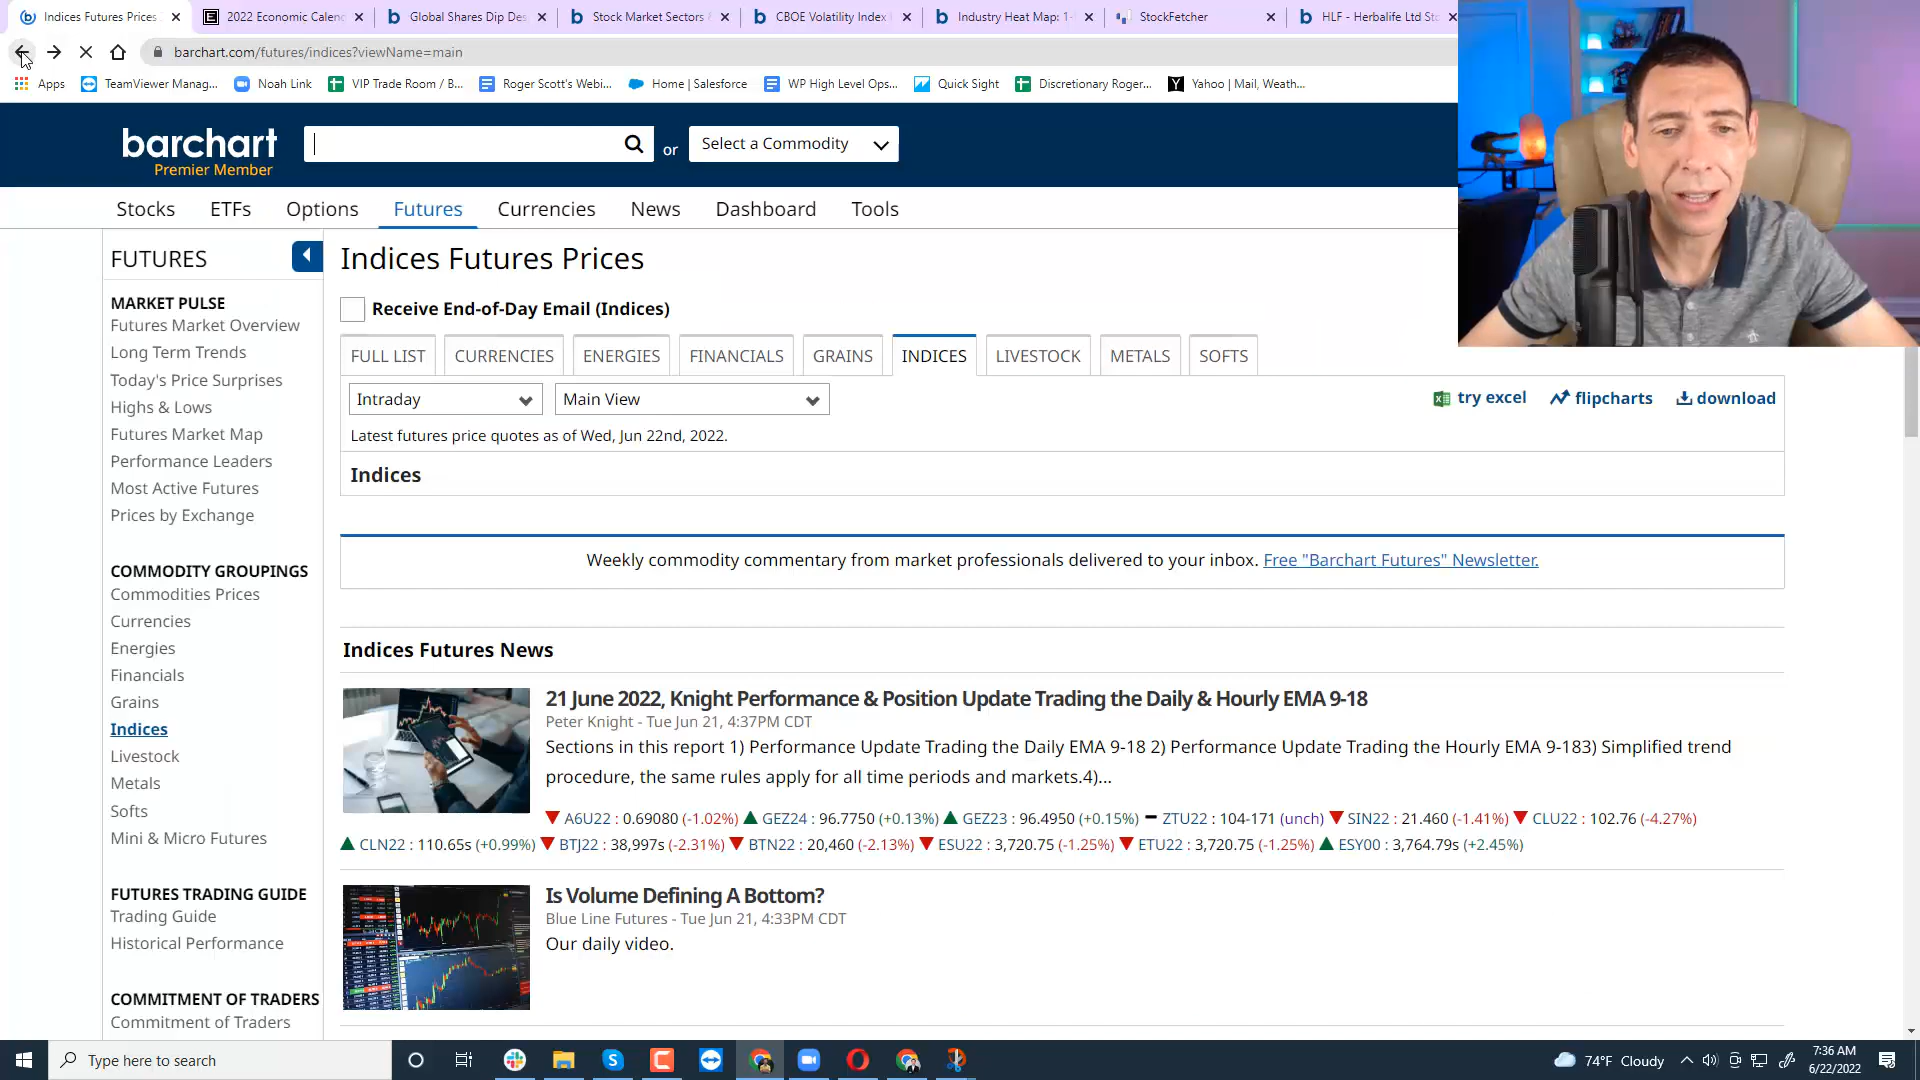 Indices Futures Prices
2022 Economic Calend
Global Shares Dip Des
Stock Market Sectors
CBOE Volatility Index
Industry Heat Map: 1-
StockFetcher
HLF - Herbalife Ltd Sto
barchart.com/futures/indices?viewName=main
Apps TeamViewer Manag... Noah Link VIP Trade Room / B... Roger Scott's Webi... Home | Salesforce WP High Level Ops... Quick Sight Discretionary Roger... Yahoo | Mail, Weath...
barchart
Premier Member
or
Select a Commodity
Stocks ETFs Options Futures Currencies News Dashboard Tools
FUTURES
MARKET PULSE
Futures Market Overview
Long Term Trends
Today's Price Surprises
Highs & Lows
Futures Market Map
Performance Leaders
Most Active Futures
Prices by Exchange
COMMODITY GROUPINGS
Commodities Prices
Currencies
Energies
Financials
Grains
Indices
Livestock
Metals
Softs
Mini & Micro Futures
FUTURES TRADING GUIDE
Trading Guide
Historical Performance
COMMITMENT OF TRADERS
Commitment of Traders
Indices Futures Prices
Receive End-of-Day Email (Indices)
FULL LIST CURRENCIES ENERGIES FINANCIALS GRAINS INDICES LIVESTOCK METALS SOFTS
Intraday Main View try excel flipcharts download
Latest futures price quotes as of Wed, Jun 22nd, 2022.
Indices
Weekly commodity commentary from market professionals delivered to your inbox. Free "Barchart Futures" Newsletter.
Indices Futures News
21 June 2022, Knight Performance & Position Update Trading the Daily & Hourly EMA 9-18
Peter Knight - Tue Jun 21, 4:37PM CDT
Sections in this report 1) Performance Update Trading the Daily EMA 9-18 2) Performance Update Trading the Hourly EMA 9-183) Simplified trend
procedure, the same rules apply for all time periods and markets.4)...
A6U22 : 0.69080 (-1.02%) GEZ24 : 96.7750 (+0.13%) GEZ23 : 96.4950 (+0.15%) ZTU22 : 104-171 (unch) SIN22 : 21.460 (-1.41%) CLU22 : 102.76 (-4.27%)
CLN22 : 110.65s (+0.99%) BTJ22 : 38,997s (-2.31%) BTN22 : 20,460 (-2.13%) ESU22 : 3,720.75 (-1.25%) ETU22 : 3,720.75 (-1.25%) ESY00 : 3,764.79s (+2.45%)
Is Volume Defining A Bottom?
Blue Line Futures - Tue Jun 21, 4:33PM CDT
Our daily video.
Type here to search
74°F Cloudy
7:36 AM
6/22/2022